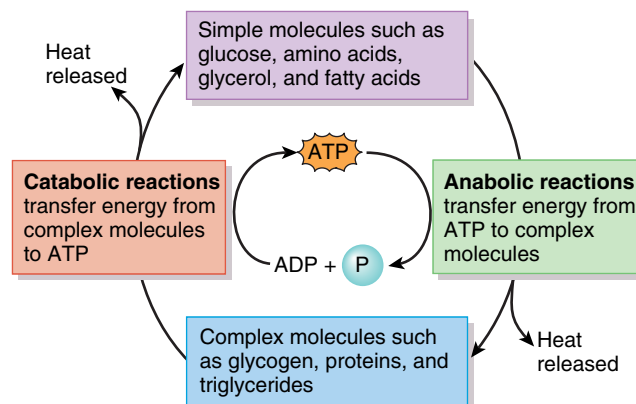 Simple molecules such as
glucose, amino acids,
glycerol, and fatty acids
Heat
released
ATP
Catabolic reactions
transfer energy from
complex molecules
to ATP
Anabolic reactions
transfer energy from
ATP to complex
molecules
ADP + P
Complex molecules such
as glycogen, proteins, and
triglycerides
Heat
released